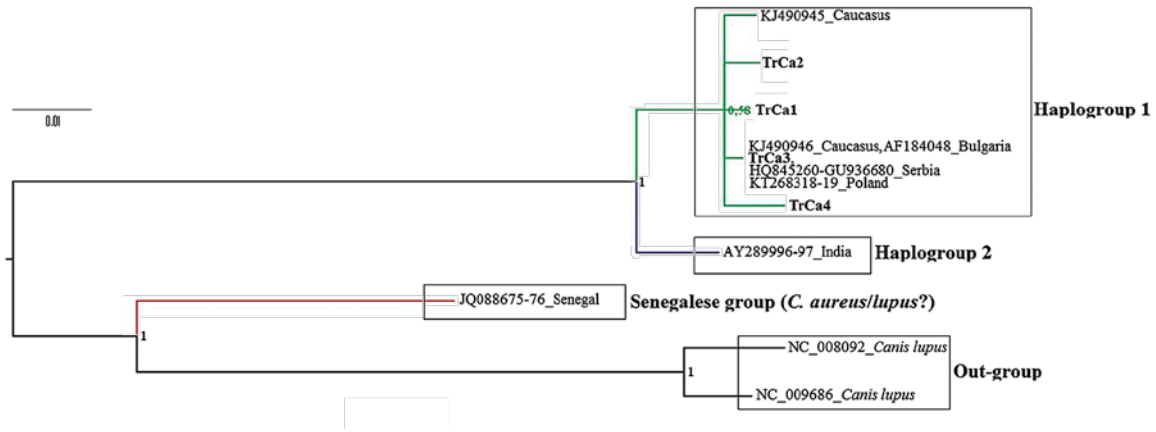 KJ490945_Caucasus
TrCa2
0.01
0,58 TrCa1
Haplogroup 1
KJ490946_Caucasus,AF184048_Bulgaria
TrCa3,
HQ845260-GU936680_Serbia
KT268318-19_Poland
1
TrCa4
AY289996-97_India
Haplogroup 2
JQ088675-76_Senegal
Senegalese group (C. aureus/lupus?)
1
NC_008092_Canis lupus
1
Out-group
NC_009686_Canis lupus